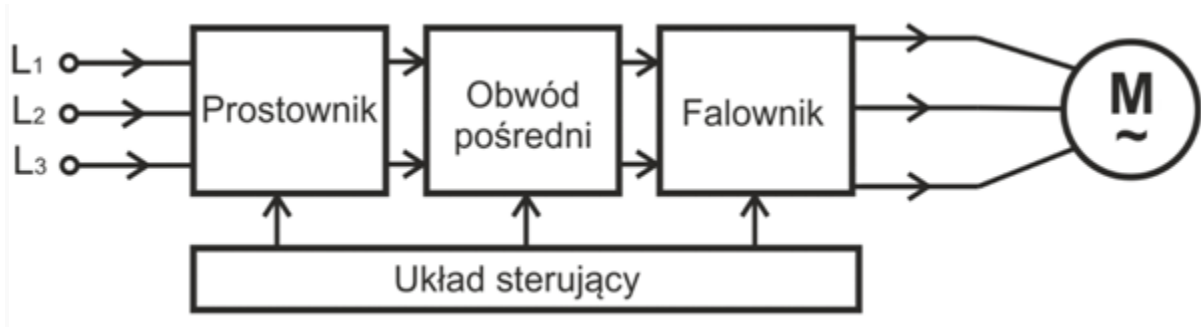 L1
L2
L3
Prostownik
Obwód
pośredni
Falownik
M
~
Układ sterujący